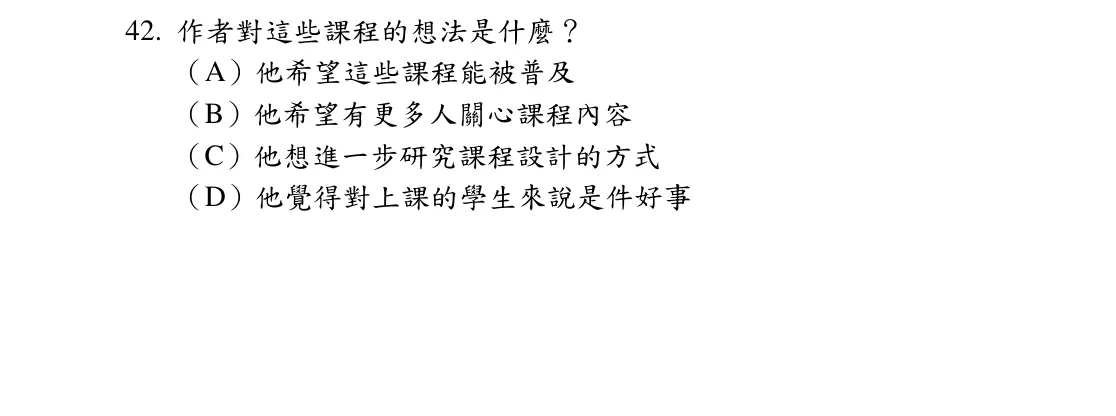 42. 作者對這些課程的想法是什麼？
（A）他希望這些課程能被普及
（B）他希望有更多人關心課程內容
（C）他想進一步研究課程設計的方式
（D）他覺得對上課的學生來說是件好事